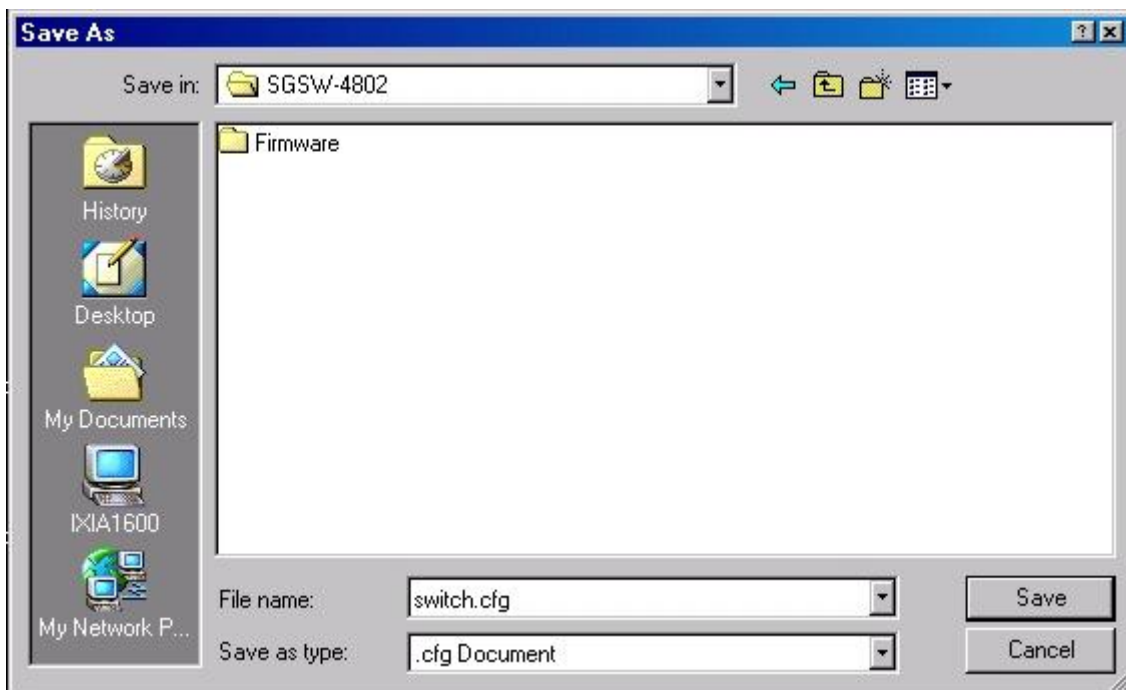 Save As
Save in: SGSW-4802
Firmware
History
Desktop
My Documents
IXIA1600
My Network P...
File name: switch.cfg
Save
Save as type: .cfg Document
Cancel